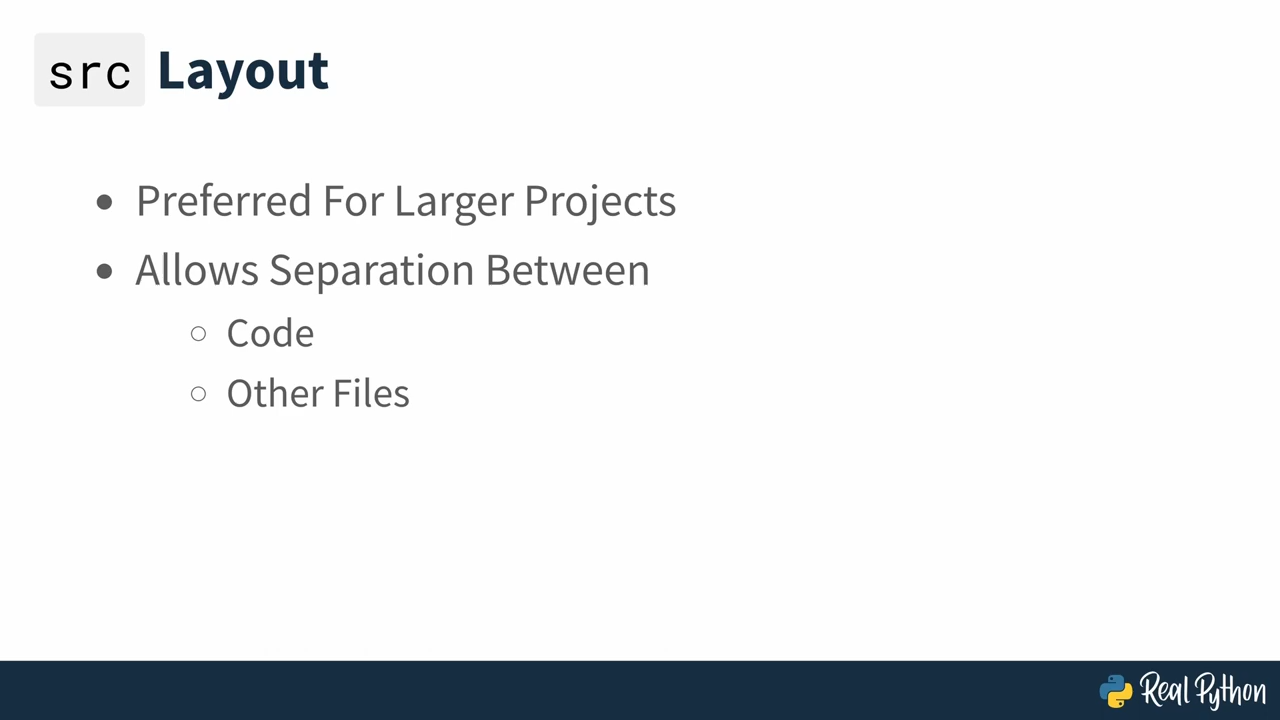 src Layout
Preferred For Larger Projects
Allows Separation Between
Code
Other Files
Real Python